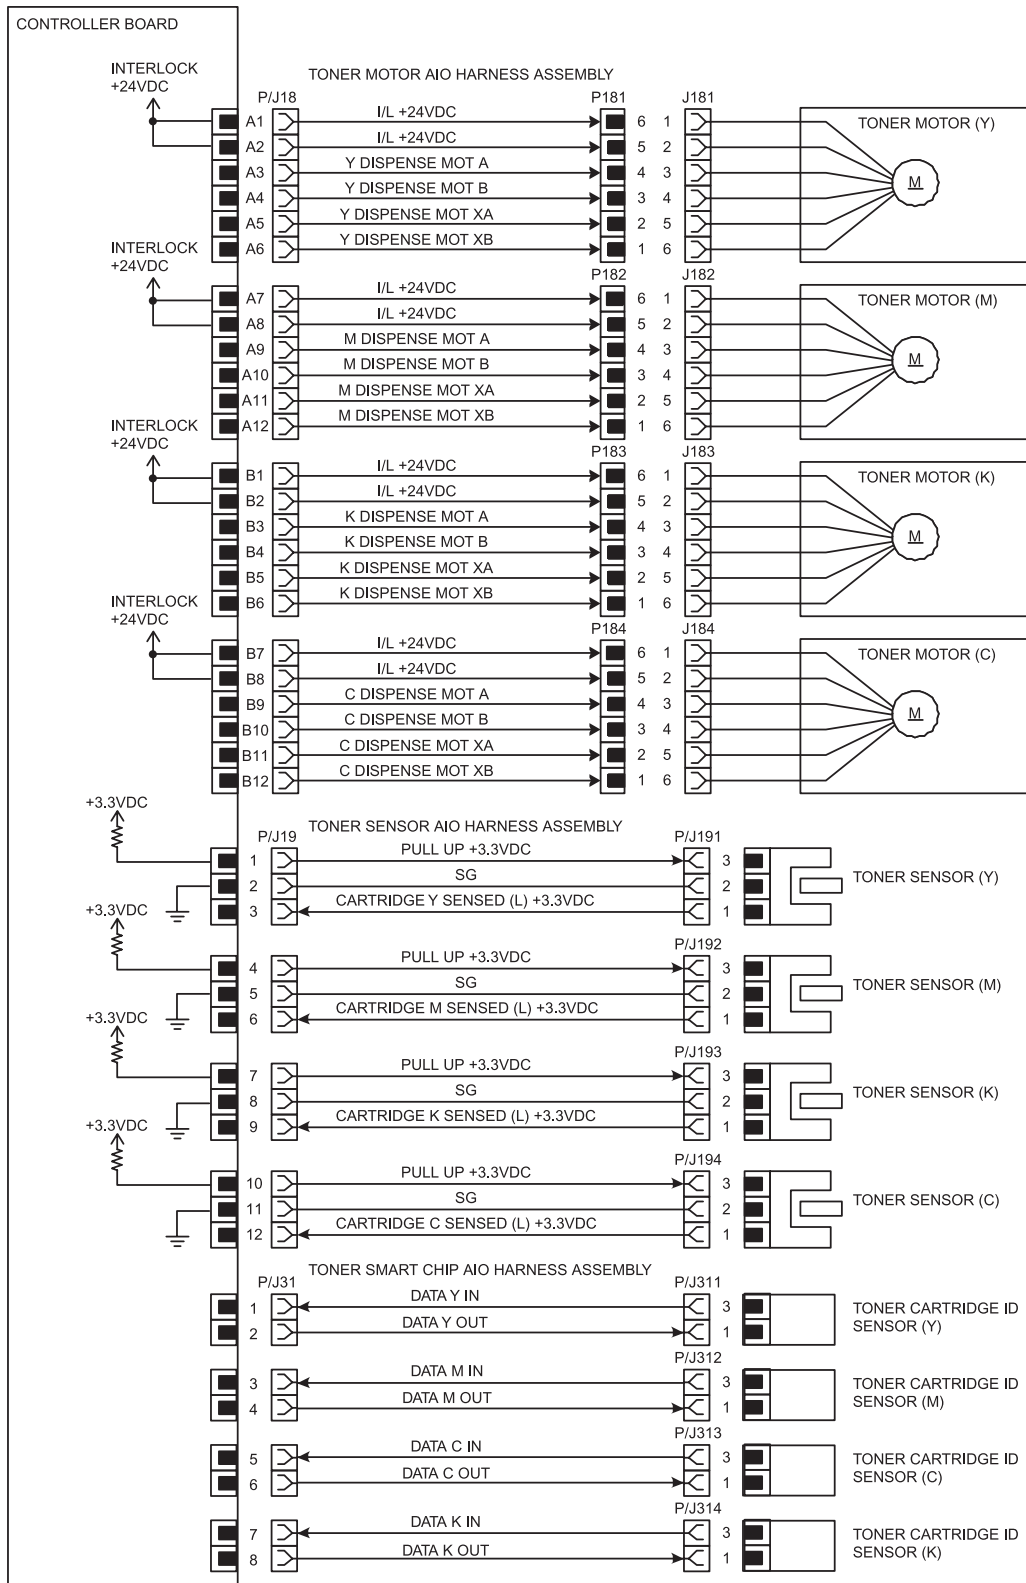 CONTROLLER BOARD
INTERLOCK
+24VDC
TONER MOTOR AIO HARNESS ASSEMBLY
P/J18 P181 J181
A1 I/L +24VDC 6 1 TONER MOTOR (Y)
A2 I/L +24VDC 5 2
A3 Y DISPENSE MOT A 4 3
A4 Y DISPENSE MOT B 3 4 M
A5 Y DISPENSE MOT XA 2 5
A6 Y DISPENSE MOT XB 1 6
INTERLOCK
+24VDC
P182 J182
A7 I/L +24VDC 6 1 TONER MOTOR (M)
A8 I/L +24VDC 5 2
A9 M DISPENSE MOT A 4 3
A10 M DISPENSE MOT B 3 4 M
A11 M DISPENSE MOT XA 2 5
A12 M DISPENSE MOT XB 1 6
INTERLOCK
+24VDC
P183 J183
B1 I/L +24VDC 6 1 TONER MOTOR (K)
B2 I/L +24VDC 5 2
B3 K DISPENSE MOT A 4 3
B4 K DISPENSE MOT B 3 4 M
B5 K DISPENSE MOT XA 2 5
B6 K DISPENSE MOT XB 1 6
INTERLOCK
+24VDC
P184 J184
B7 I/L +24VDC 6 1 TONER MOTOR (C)
B8 I/L +24VDC 5 2
B9 C DISPENSE MOT A 4 3
B10 C DISPENSE MOT B 3 4 M
B11 C DISPENSE MOT XA 2 5
B12 C DISPENSE MOT XB 1 6
+3.3VDC
TONER SENSOR AIO HARNESS ASSEMBLY
P/J19 P/J191
1 PULL UP +3.3VDC 3
2 SG 2 TONER SENSOR (Y)
3 CARTRIDGE Y SENSED (L) +3.3VDC 1
+3.3VDC
P/J192
4 PULL UP +3.3VDC 3
5 SG 2 TONER SENSOR (M)
6 CARTRIDGE M SENSED (L) +3.3VDC 1
+3.3VDC
P/J193
7 PULL UP +3.3VDC 3
8 SG 2 TONER SENSOR (K)
9 CARTRIDGE K SENSED (L) +3.3VDC 1
+3.3VDC
P/J194
10 PULL UP +3.3VDC 3
11 SG 2 TONER SENSOR (C)
12 CARTRIDGE C SENSED (L) +3.3VDC 1
TONER SMART CHIP AIO HARNESS ASSEMBLY
P/J31 P/J311
1 DATA Y IN 3 TONER CARTRIDGE ID
2 DATA Y OUT 1 SENSOR (Y)
P/J312
3 DATA M IN 3 TONER CARTRIDGE ID
4 DATA M OUT 1 SENSOR (M)
P/J313
5 DATA C IN 3 TONER CARTRIDGE ID
6 DATA C OUT 1 SENSOR (C)
P/J314
7 DATA K IN 3 TONER CARTRIDGE ID
8 DATA K OUT 1 SENSOR (K)